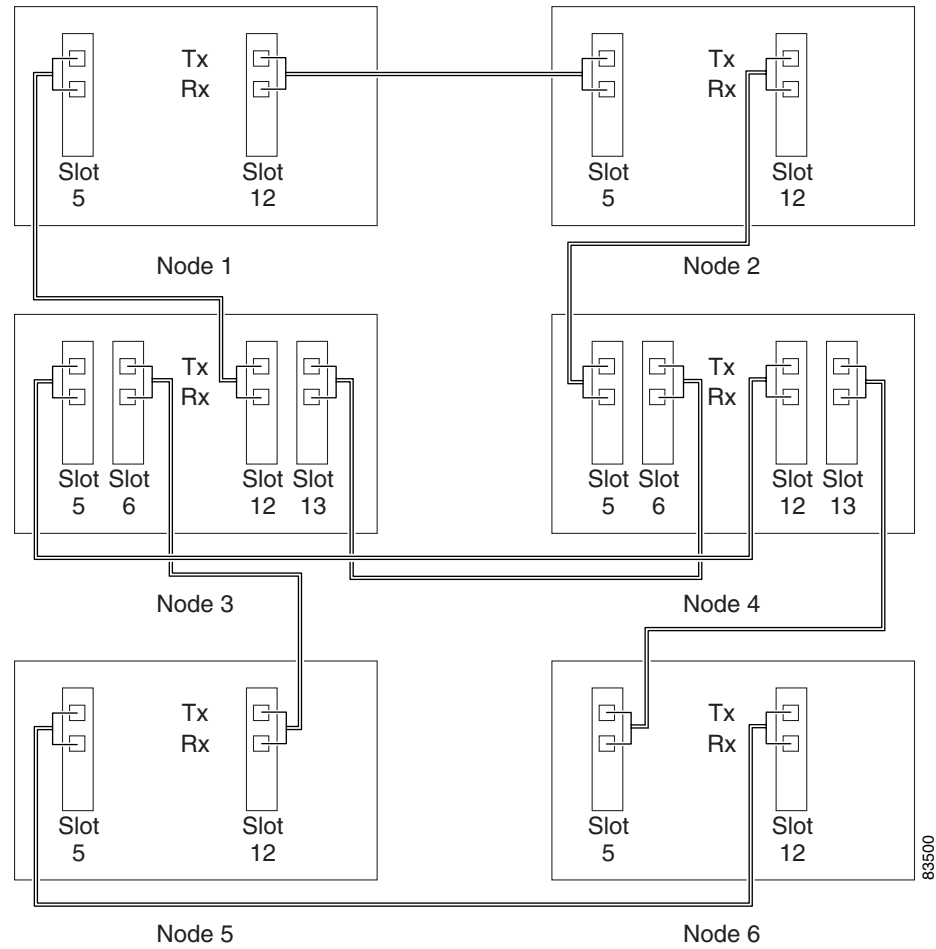 Tx
Rx
Slot
5
Slot
12
Tx
Rx
Slot
5
Slot
12
Node 1
Node 2
Tx
Rx
Slot
5
Slot
6
Slot
12
Slot
13
Tx
Rx
Slot
5
Slot
6
Slot
12
Slot
13
Node 3
Node 4
Tx
Rx
Slot
5
Slot
12
Tx
Rx
Slot
5
Slot
12
83500
Node 5
Node 6